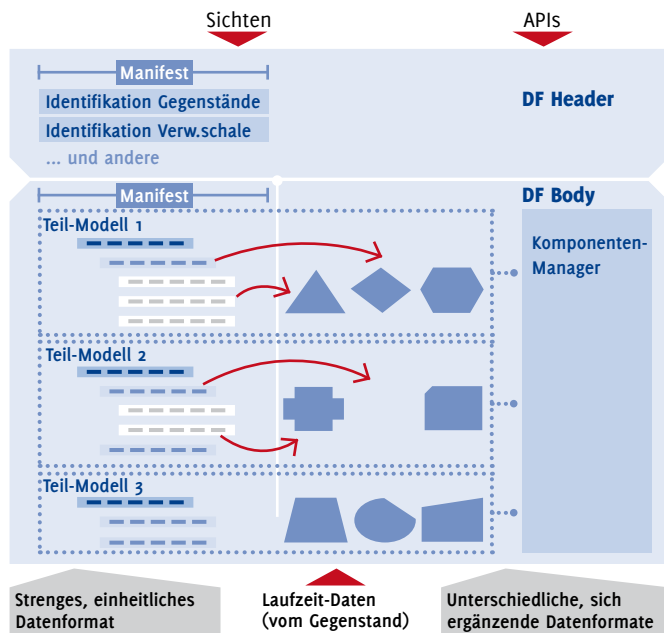 Sichten
APIs
Manifest
Identifikation Gegenstände
Identifikation Verw.schale
... und andere
DF Header
Manifest
DF Body
Teil-Modell 1
Komponenten-
Manager
Teil-Modell 2
Teil-Modell 3
Strenges, einheitliches
Datenformat
Laufzeit-Daten
(vom Gegenstand)
Unterschiedliche, sich
ergänzende Datenformate